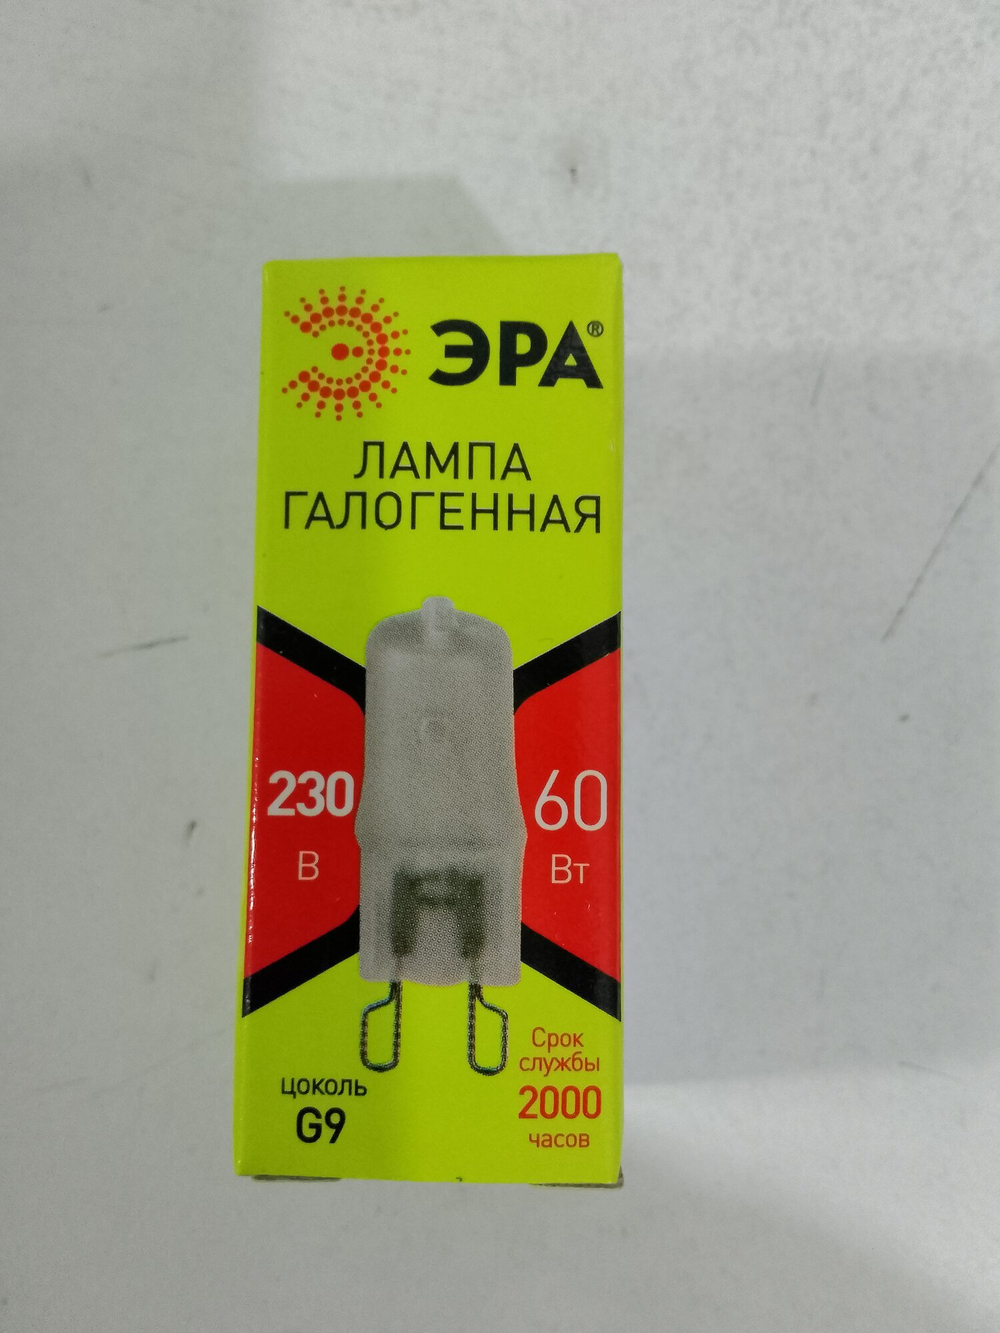 ЭРА®
ЛАМПА
ГАЛОГЕННАЯ
230
В
60
Вт
цоколь
G9
Срок
службы
2000
часов